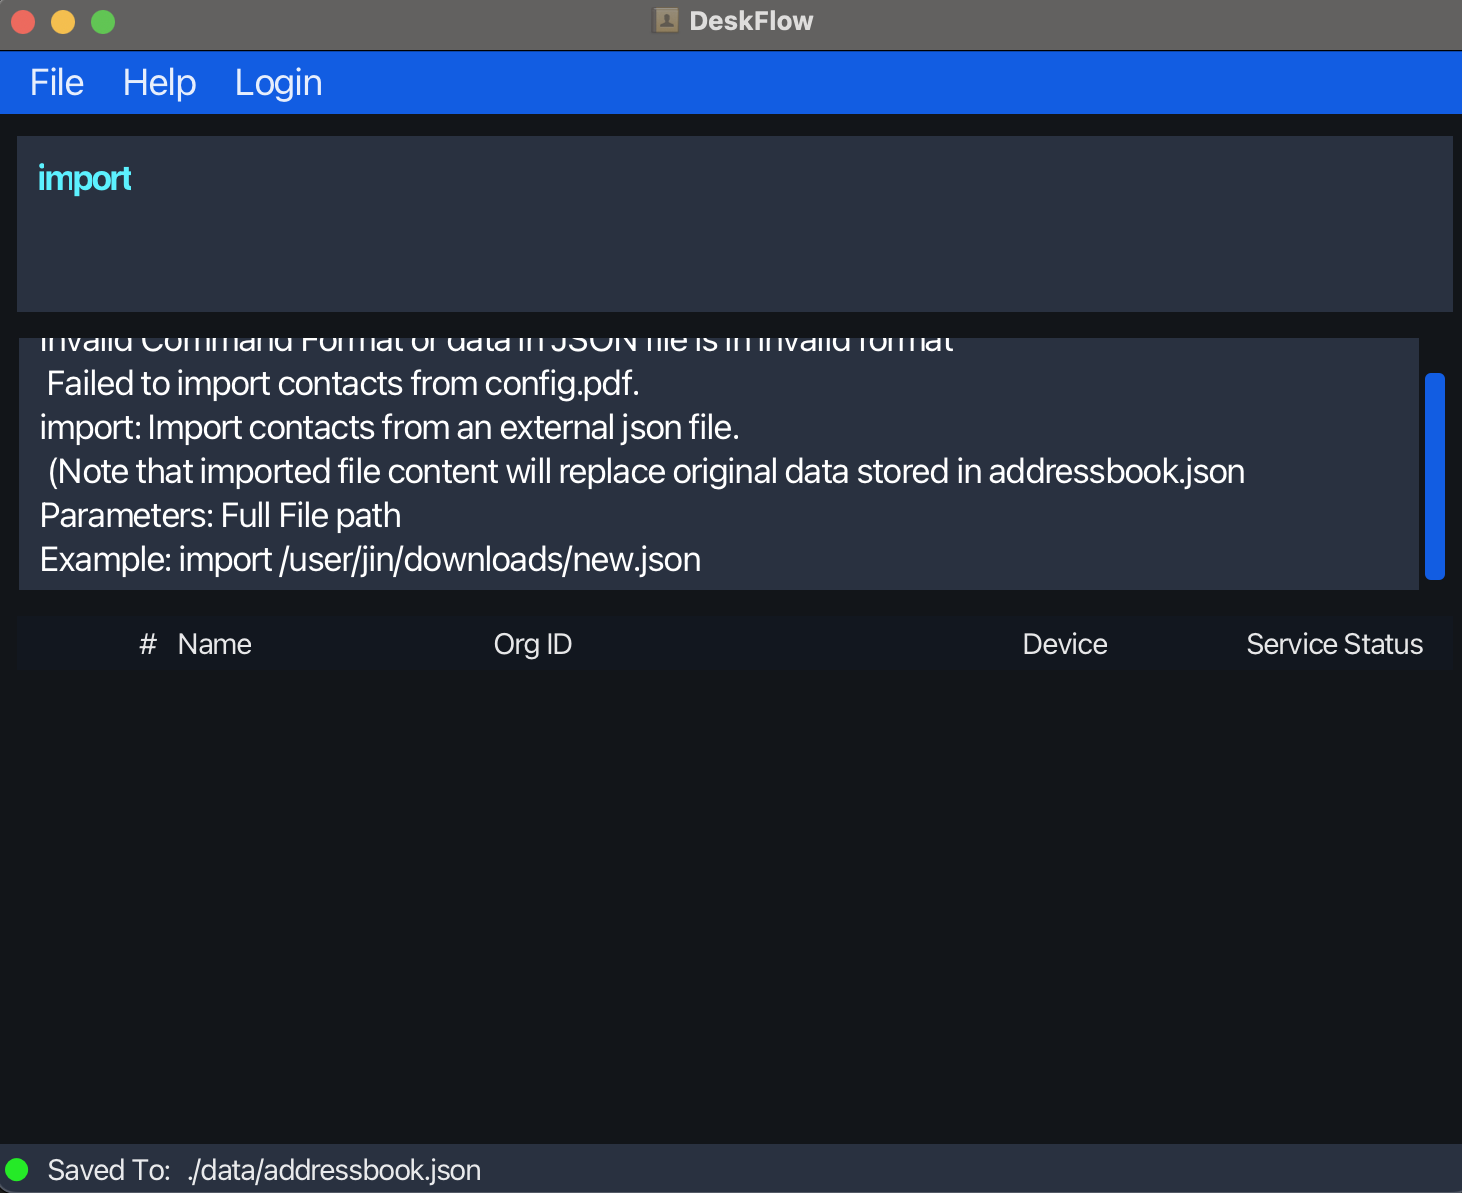 DeskFlow
File Help Login
import
Invalid Command Format or data in JSON file is in invalid format
Failed to import contacts from config.pdf.
import: Import contacts from an external json file.
(Note that imported file content will replace original data stored in addressbook.json
Parameters: Full File path
Example: import /user/jin/downloads/new.json
# Name Org ID Device Service Status
Saved To: ./data/addressbook.json